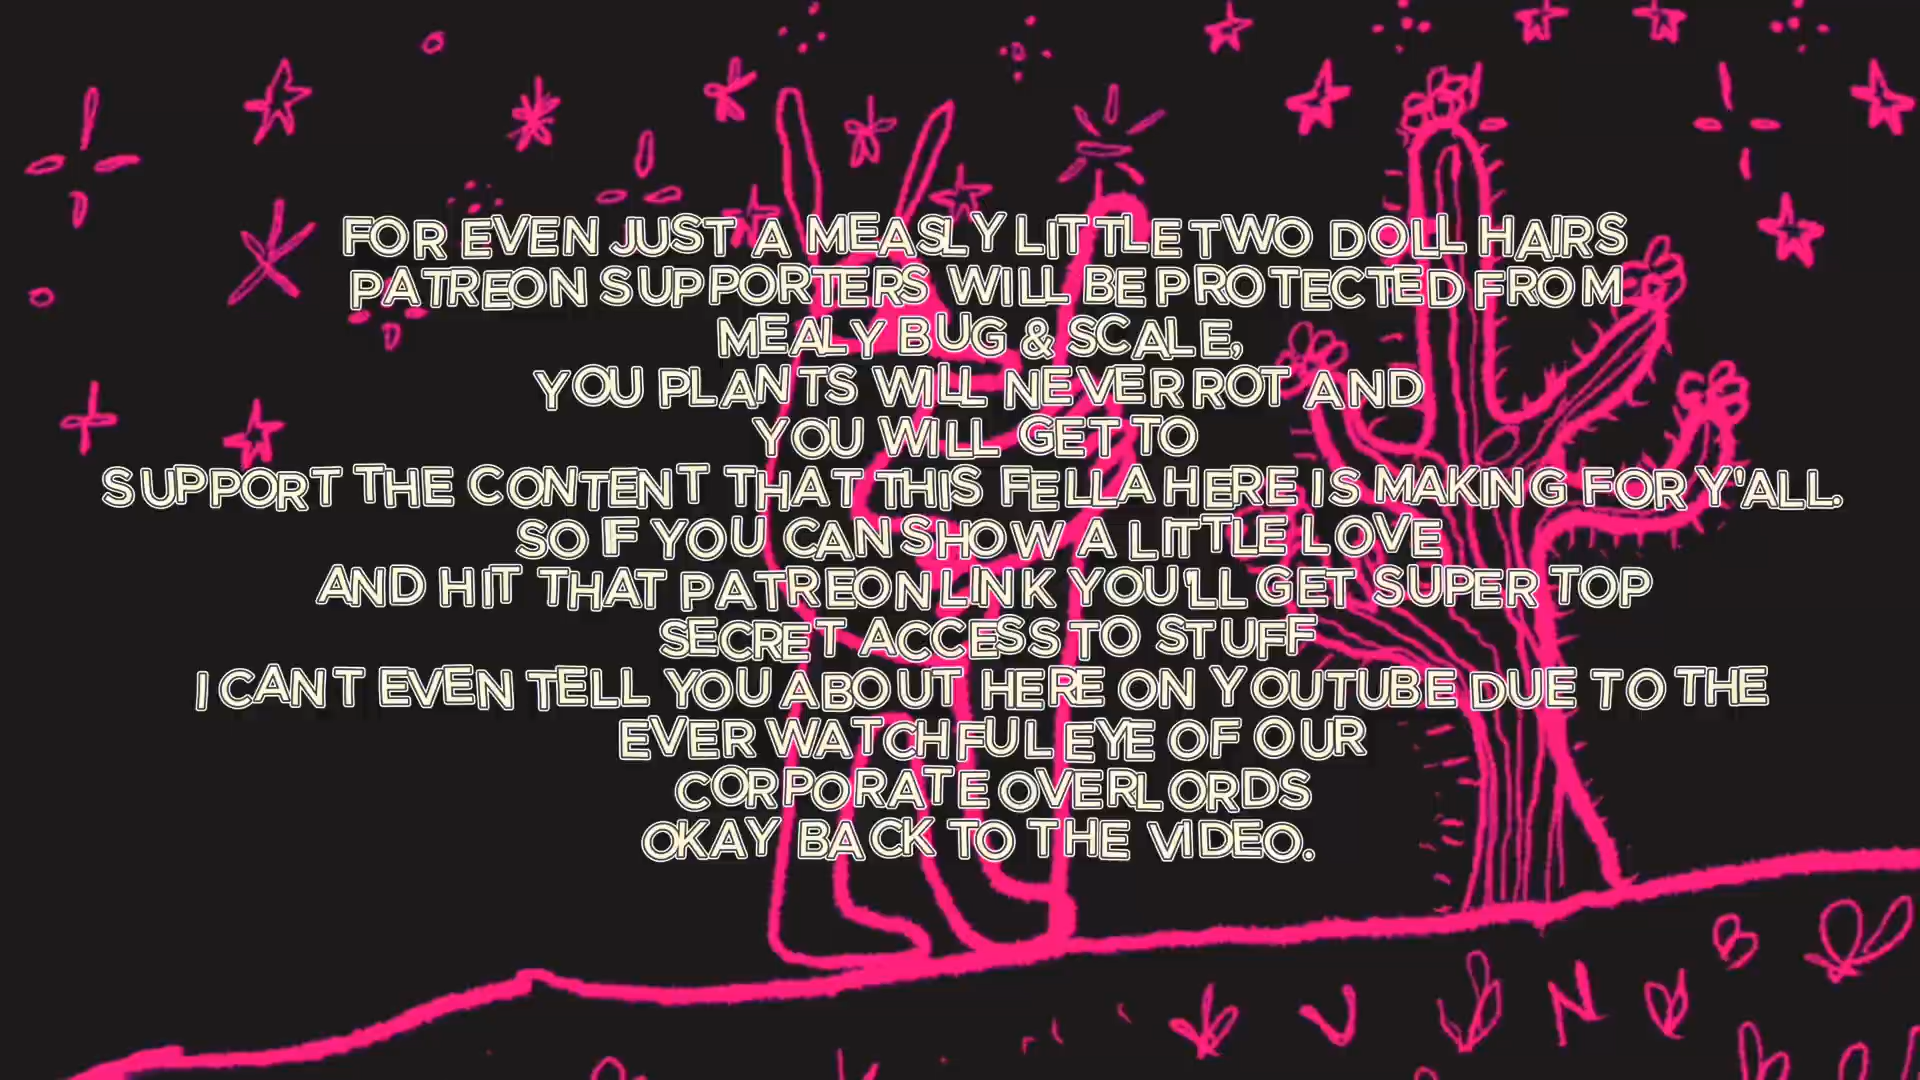 FOR EVEN JUST A MEASLY LITTLE TWO DOLL HAIRS
PATREON SUPPORTERS WILL BE PROTECTED FROM
MEALY BUG & SCALE,
YOU PLANTS WILL NEVER ROT AND
YOU WILL GET TO
SUPPORT THE CONTENT THAT THIS FELLA HERE IS MAKING FOR Y'ALL.
SO IF YOU CAN SHOW A LITTLE LOVE
AND HIT THAT PATREON LINK YOU'LL GET SUPER TOP
SECRET ACCESS TO STUFF
I CAN'T EVEN TELL YOU ABOUT HERE ON YOUTUBE DUE TO THE
EVER WATCHFUL EYE OF OUR
CORPORATE OVERLORDS
OKAY BACK TO THE VIDEO.